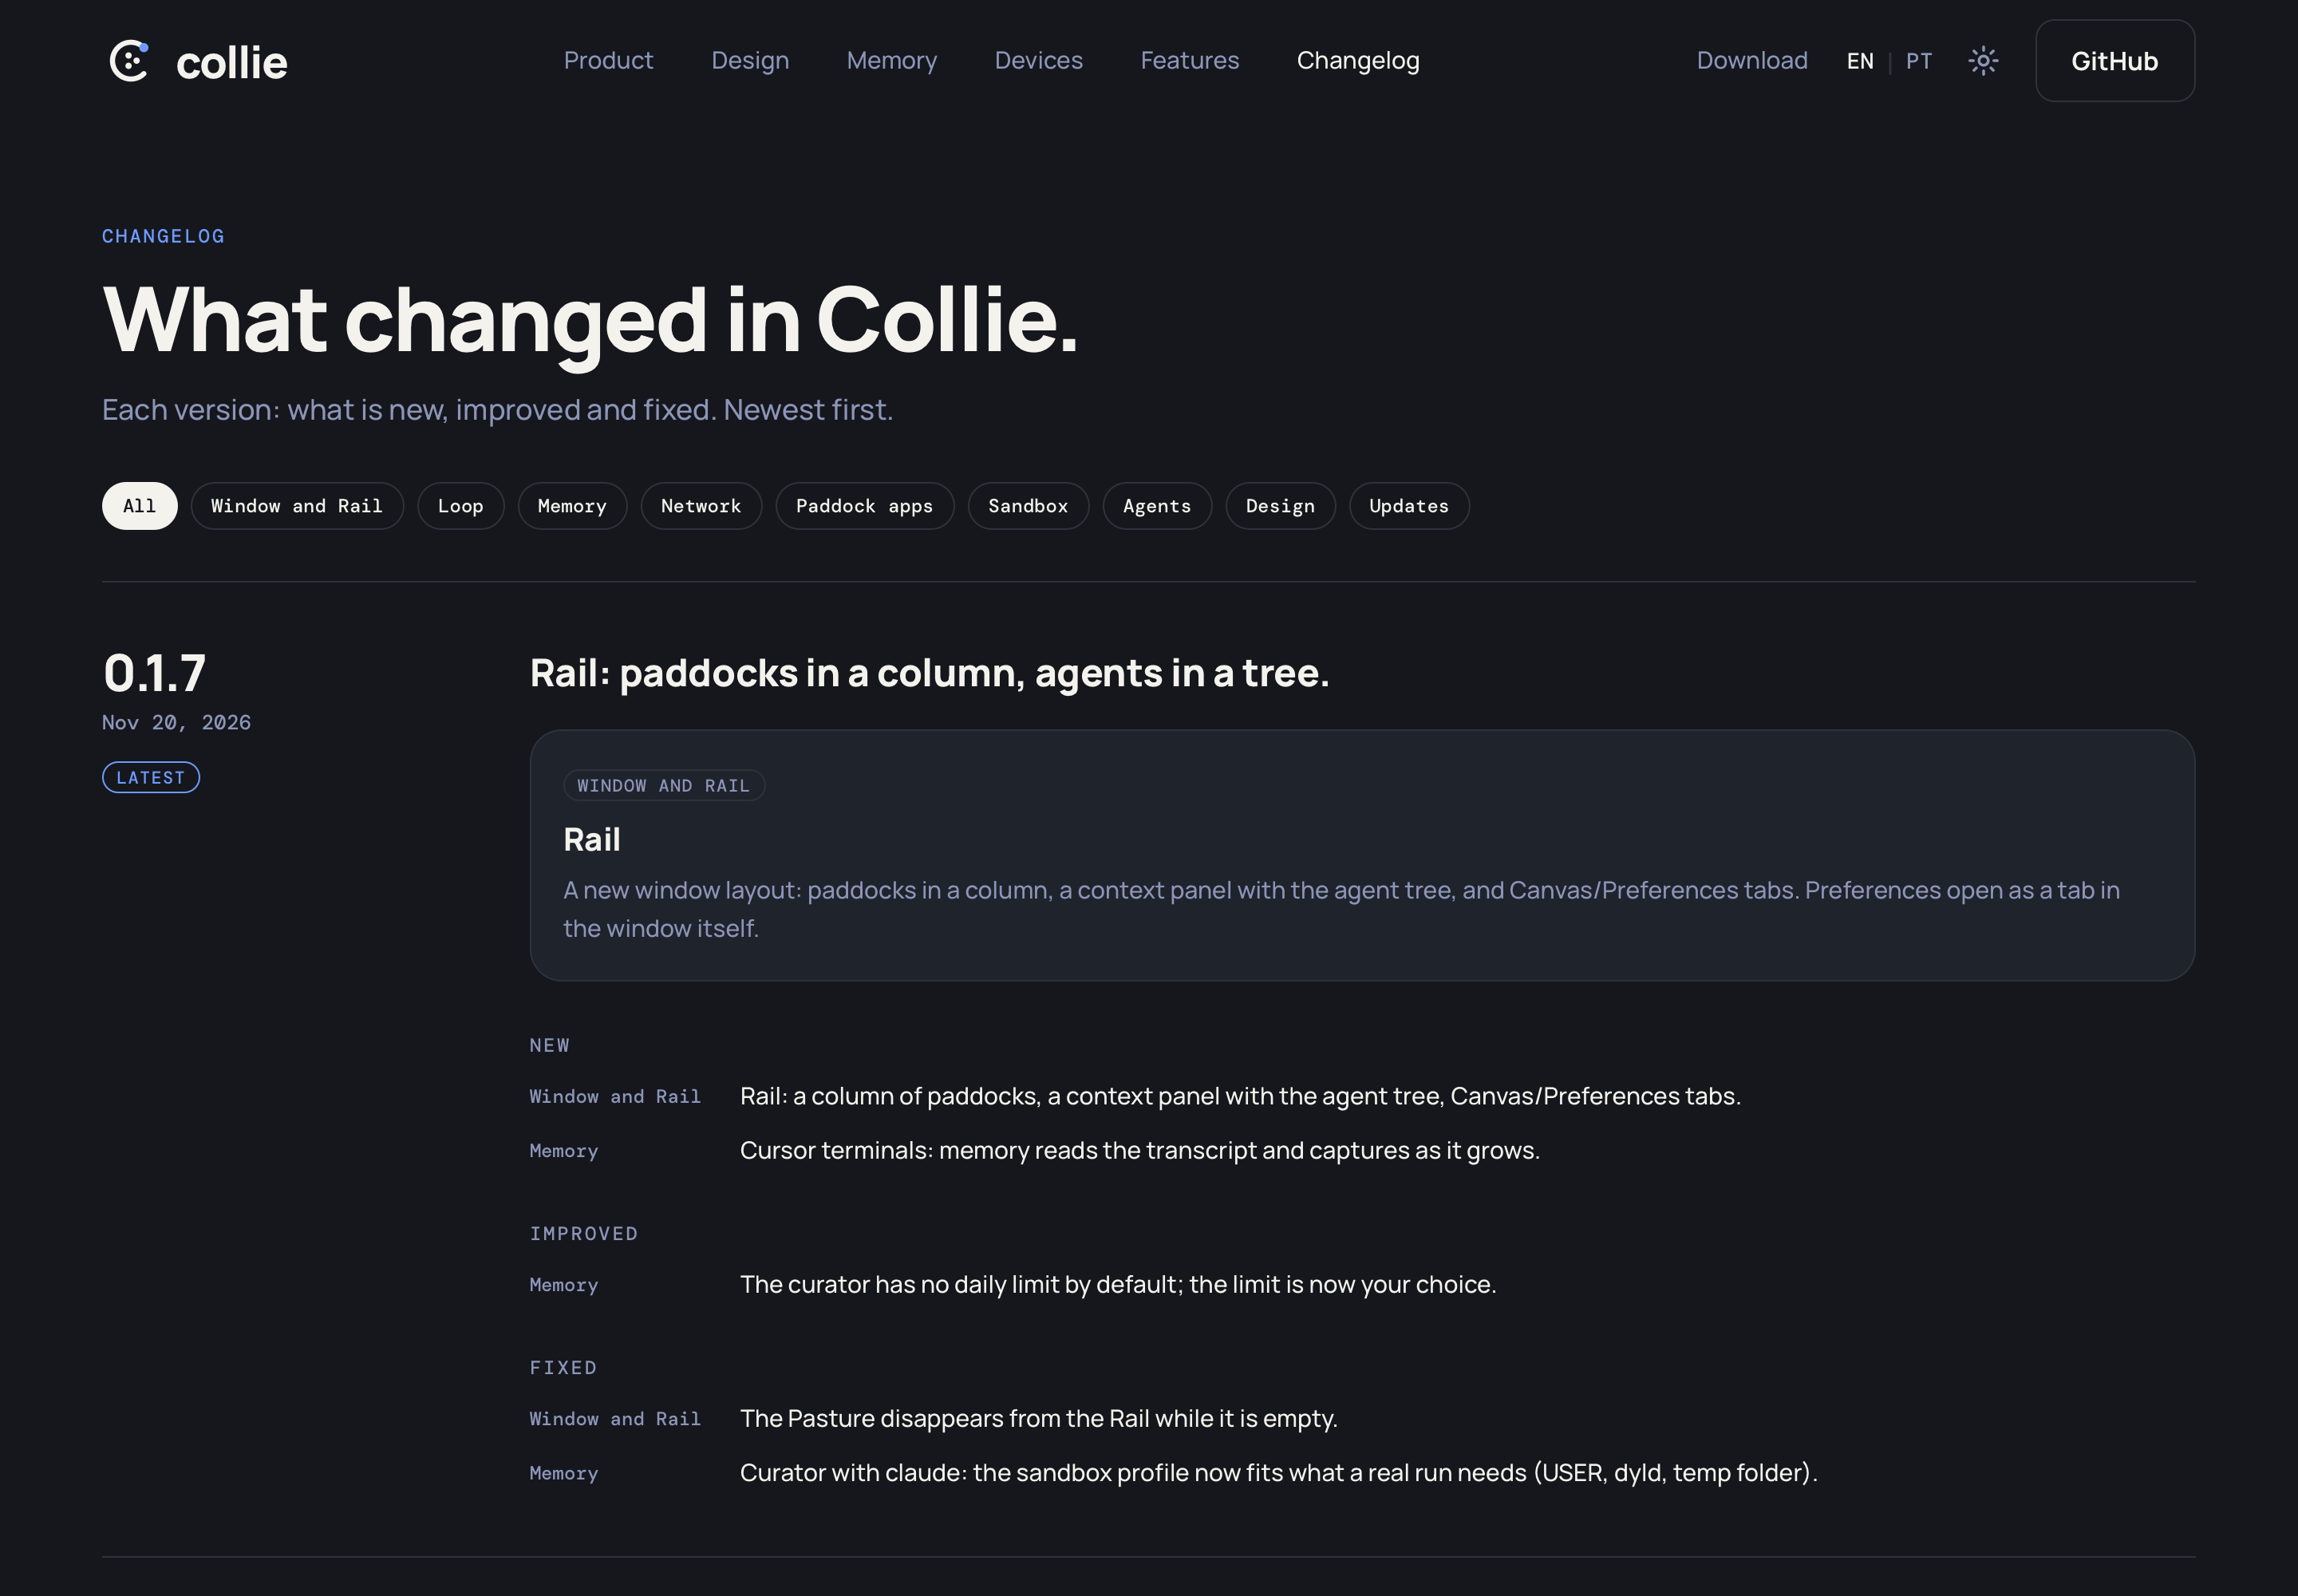 collie
Product Design Memory Devices Features Changelog
Download EN | PT GitHub
CHANGELOG
What changed in Collie.
Each version: what is new, improved and fixed. Newest first.
All Window and Rail Loop Memory Network Paddock apps Sandbox Agents Design Updates
0.1.7
Nov 20, 2026
LATEST
Rail: paddocks in a column, agents in a tree.
WINDOW AND RAIL
Rail
A new window layout: paddocks in a column, a context panel with the agent tree, and Canvas/Preferences tabs. Preferences open as a tab in
the window itself.
NEW
Window and Rail Rail: a column of paddocks, a context panel with the agent tree, Canvas/Preferences tabs.
Memory Cursor terminals: memory reads the transcript and captures as it grows.
IMPROVED
Memory The curator has no daily limit by default; the limit is now your choice.
FIXED
Window and Rail The Pasture disappears from the Rail while it is empty.
Memory Curator with claude: the sandbox profile now fits what a real run needs (USER, dyld, temp folder).